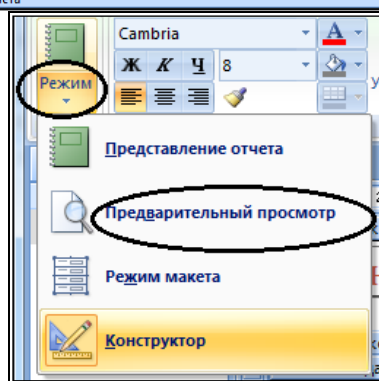 Cambria
А
Режим
Ж К Ч 8
Представление отчета
Предварительный просмотр
Режим макета
Конструктор